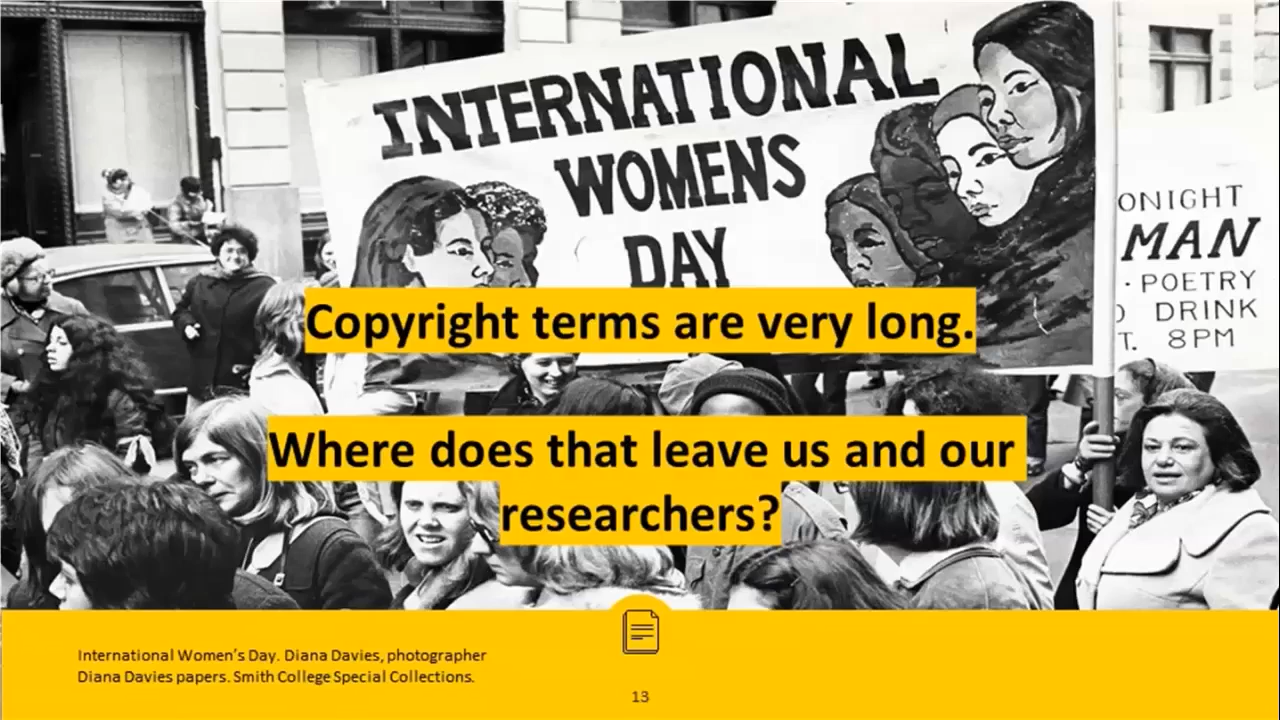 INTERNATIONAL
WOMENS
DAY
ONIGHT
MAN
· POETRY
DRINK
T. 8PM
Copyright terms are very long.
Where does that leave us and our
researchers?
International Women's Day. Diana Davies, photographer
Diana Davies papers. Smith College Special Collections.
13